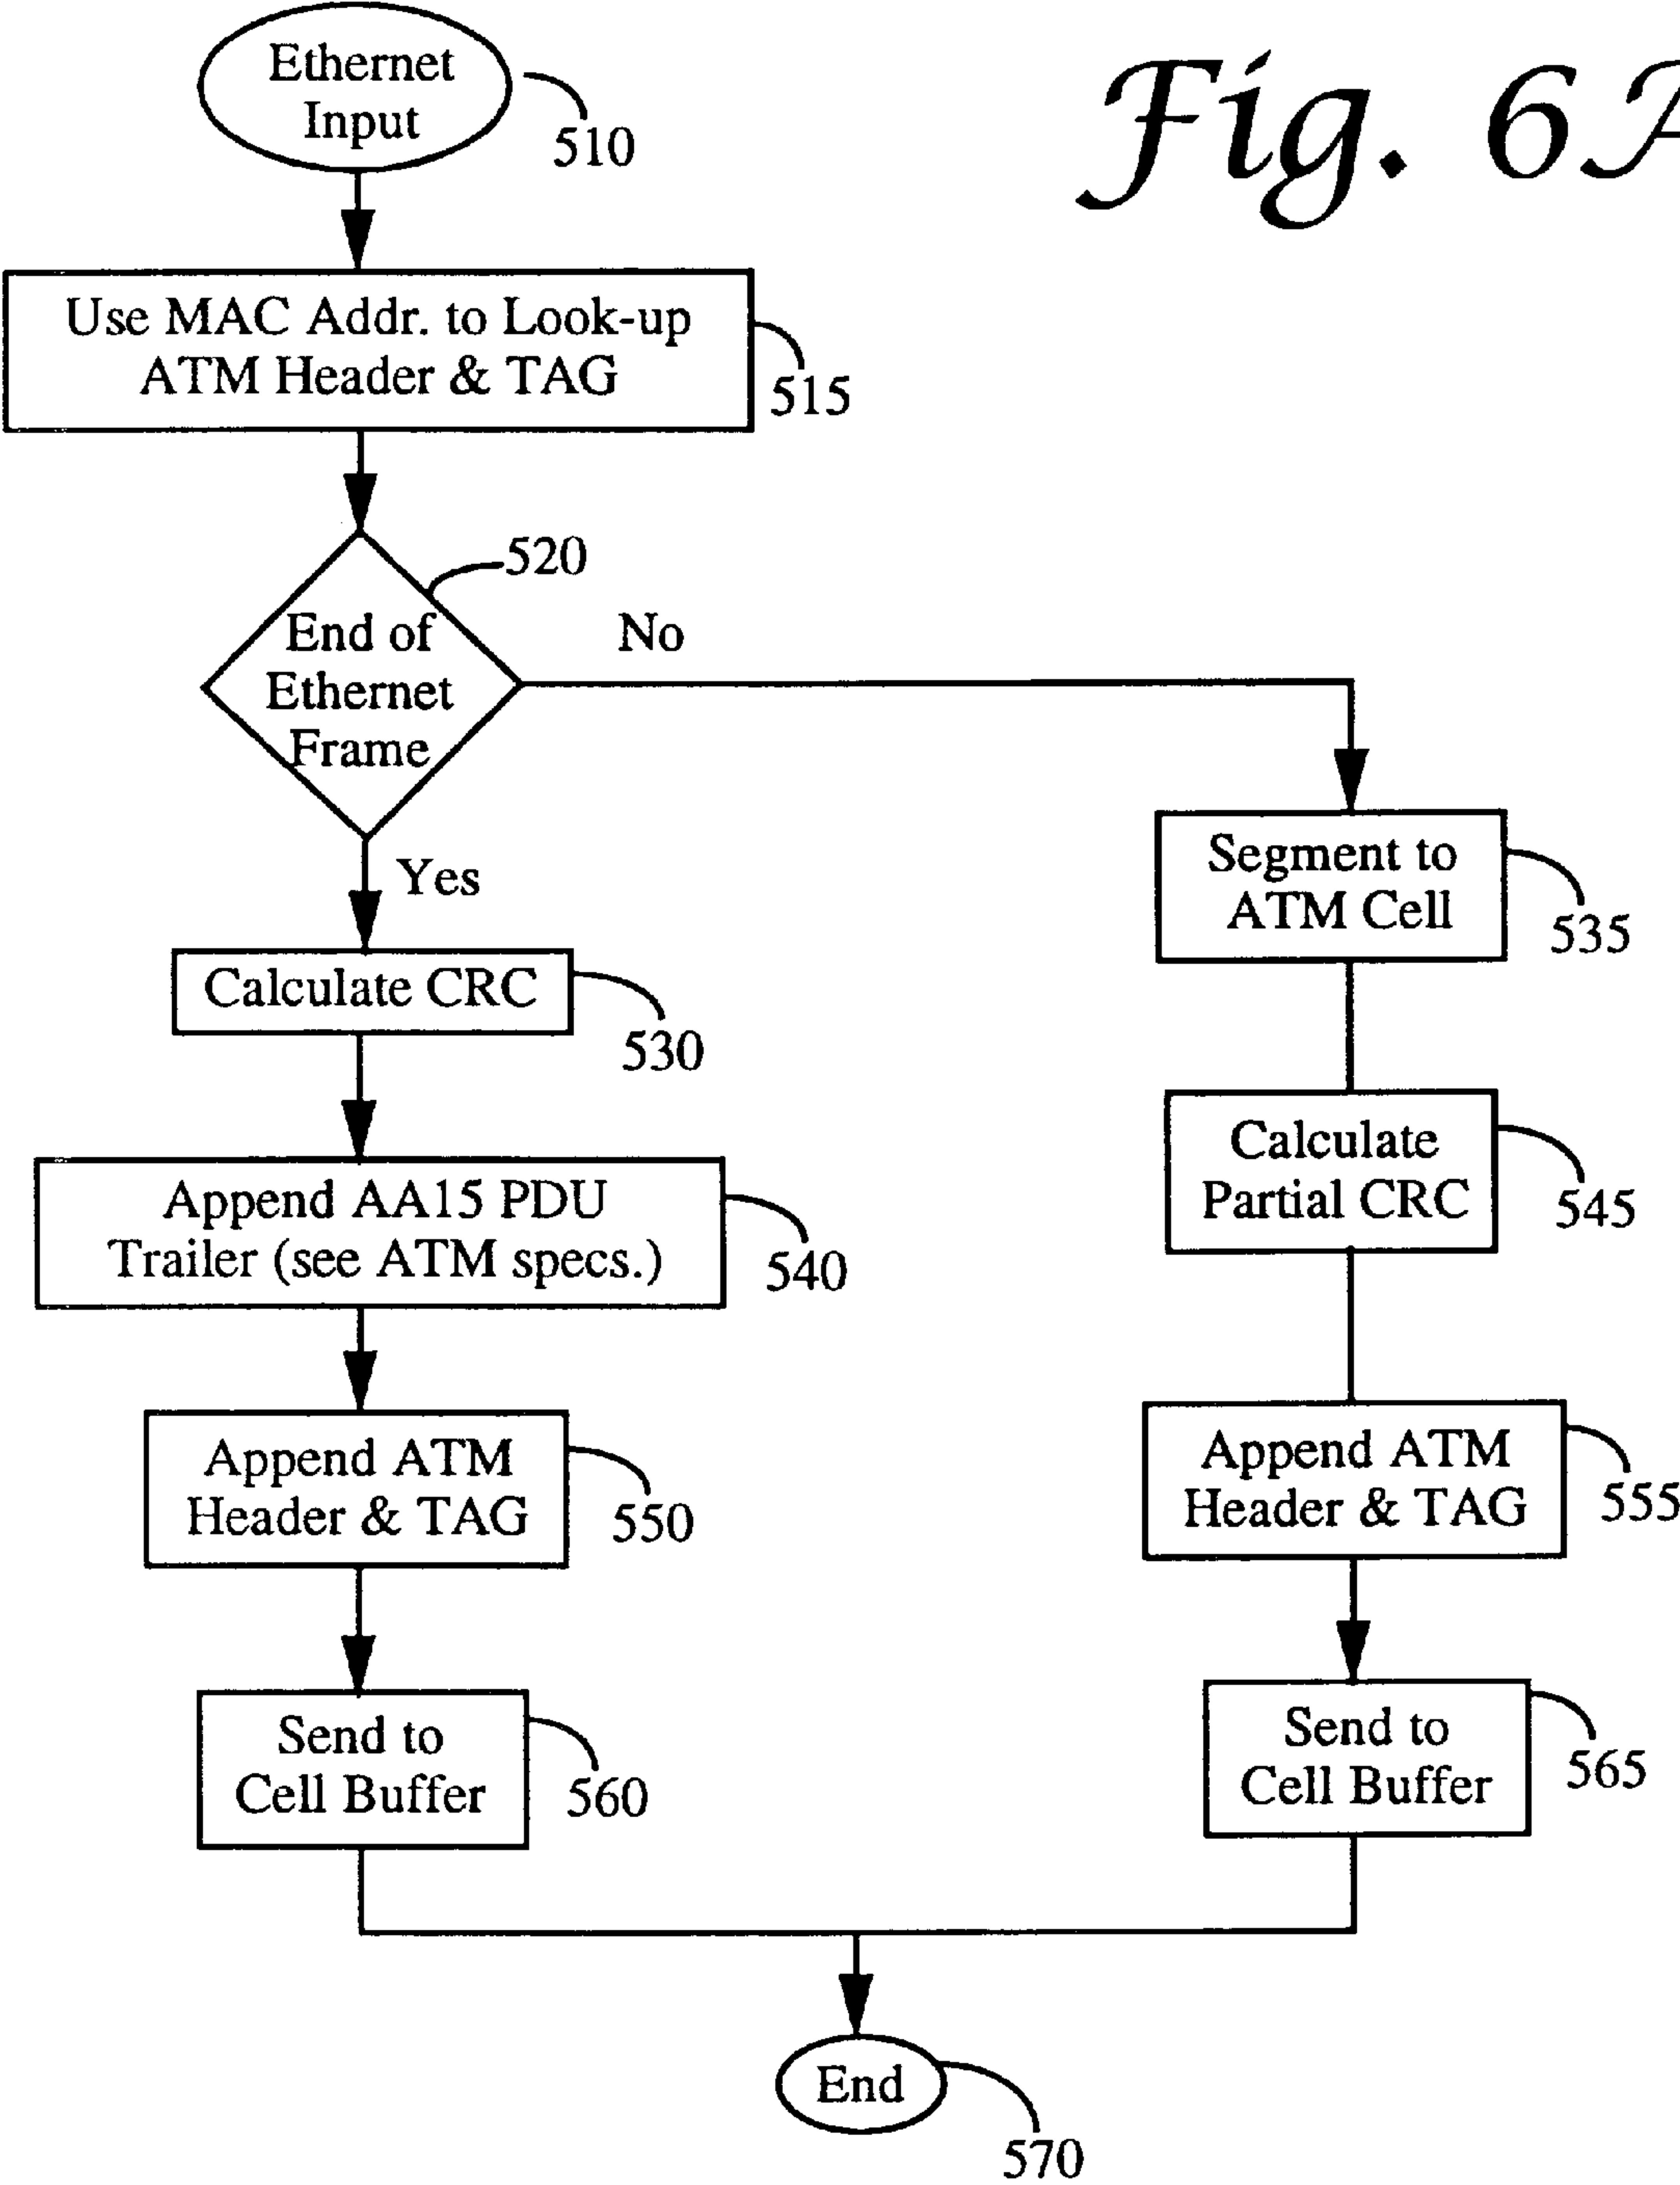 Fig. 6A
Ethernet
Input
510
Use MAC Addr. to Look-up
ATM Header & TAG
515
End of
Ethernet
Frame
520
No
Yes
Segment to
ATM Cell
535
Calculate CRC
530
Calculate
Partial CRC
545
Append AA15 PDU
Trailer (see ATM specs.)
540
Append ATM
Header & TAG
550
Append ATM
Header & TAG
555
Send to
Cell Buffer
560
Send to
Cell Buffer
565
End
570